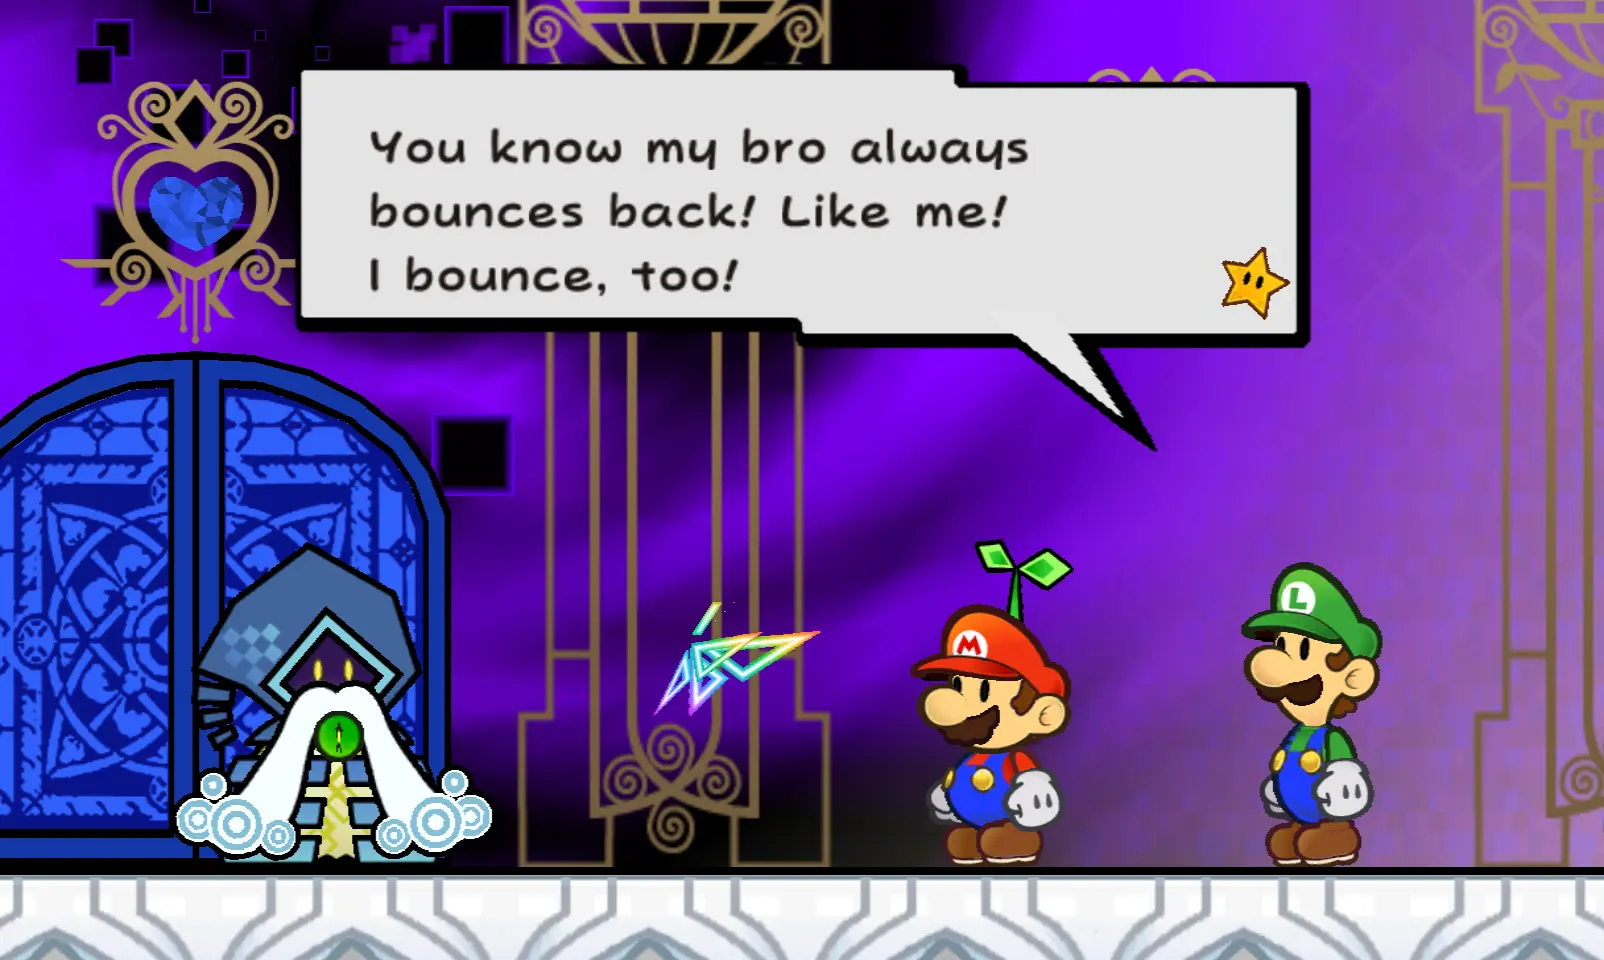 You know my bro always
bounces back! Like me!
I bounce, too!
M
L